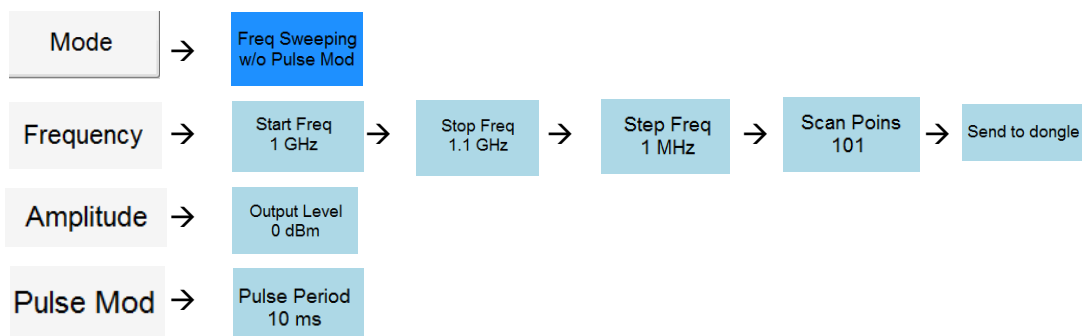 Mode → Freq Sweeping
w/o Pulse Mod
Frequency → Start Freq
1 GHz
→ Stop Freq
1.1 GHz
→ Step Freq
1 MHz
→ Scan Poins
101
→ Send to dongle
Amplitude → Output Level
0 dBm
Pulse Mod → Pulse Period
10 ms